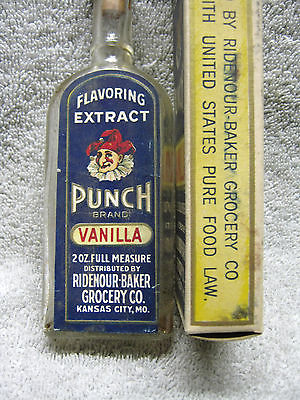 FLAVORING
EXTRACT
PUNCH
BRAND
VANILLA
2 OZ. FULL MEASURE
DISTRIBUTED BY
RIDENOUR-BAKER
GROCERY CO.
KANSAS CITY, MO.
BY RIDENOUR-BAKER GROCERY CO
ITH UNITED STATES PURE FOOD LAW.